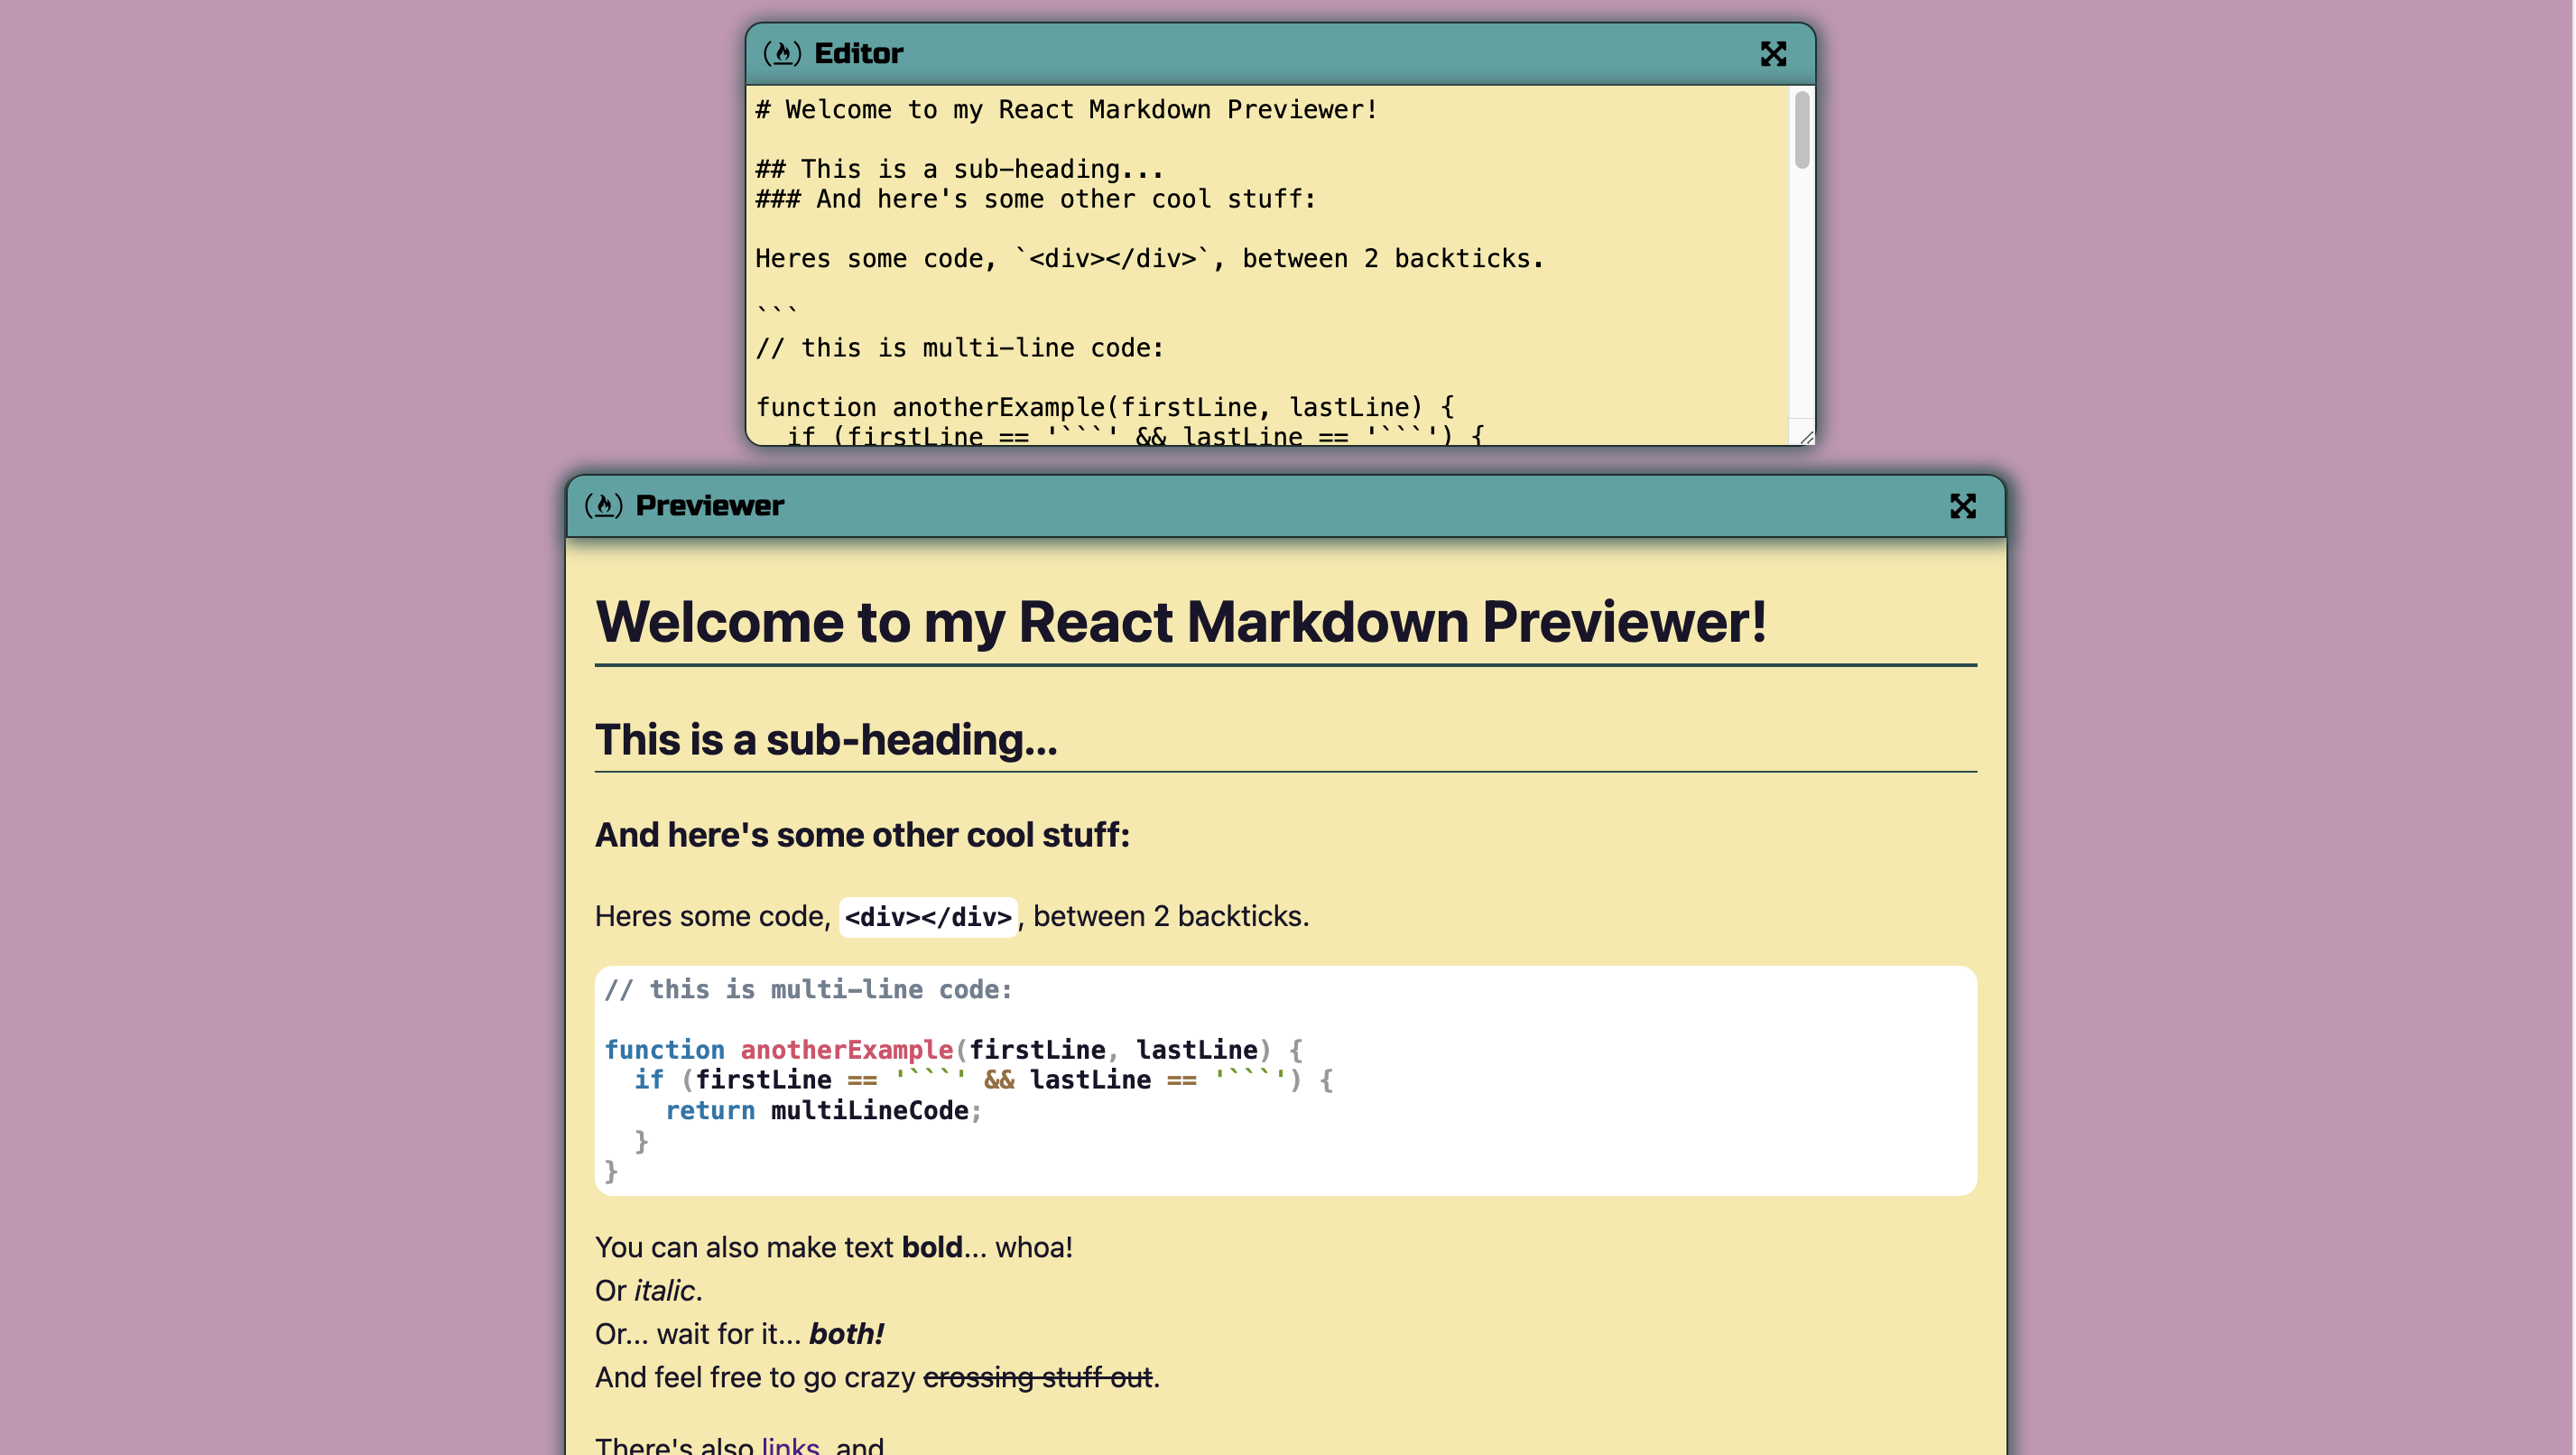 Editor
# Welcome to my React Markdown Previewer!
## This is a sub-heading...
### And here's some other cool stuff:
Heres some code, `<div></div>`, between 2 backticks.
```
// this is multi-line code:
function anotherExample(firstLine, lastLine) {
  if (firstLine == '```' && lastLine == '```') {
Previewer
Welcome to my React Markdown Previewer!
This is a sub-heading...
And here's some other cool stuff:
Heres some code, <div></div>, between 2 backticks.
// this is multi-line code:
function anotherExample(firstLine, lastLine) {
  if (firstLine == '```' && lastLine == '```') {
    return multiLineCode;
  }
}
You can also make text bold... whoa!
Or italic.
Or... wait for it... both!
And feel free to go crazy crossing stuff out.
There's also links, and